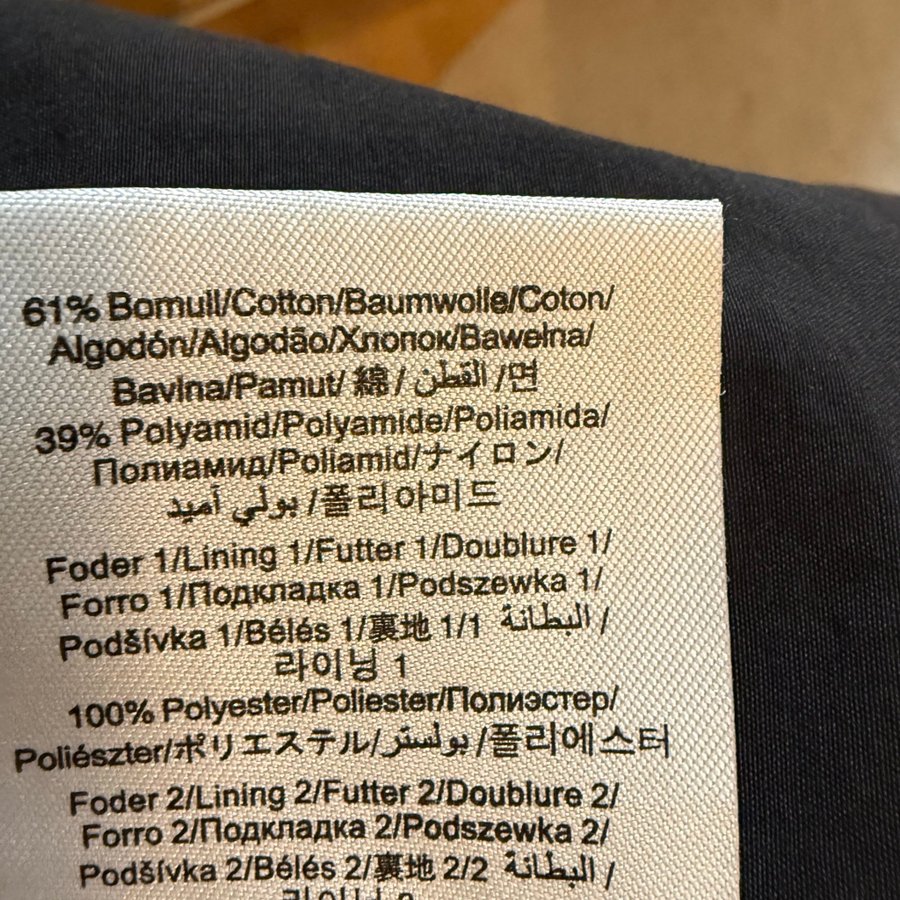 61% Bomull/Cotton/Baumwolle/Coton/
Algodón/Algodão/Хлопок/Bawełna/
Bavlna/Pamut/ 綿 / القطن /면
39% Polyamid/Polyamide/Poliamida/
Полиамид/Poliamid/ナイロン/
بولي آميد /폴리아미드
Foder 1/Lining 1/Futter 1/Doublure 1/
Forro 1/Подкладка 1/Podszewka 1/
Podšívka 1/Bélés 1/裏地 1/1 البطانة /
라이닝 1
100% Polyester/Poliester/Полиэстер/
Poliészter/ポリエステル/بولستر /폴리에스터
Foder 2/Lining 2/Futter 2/Doublure 2/
Forro 2/Подкладка 2/Podszewka 2/
Podšívka 2/Bélés 2/裏地 2/2 البطانة /